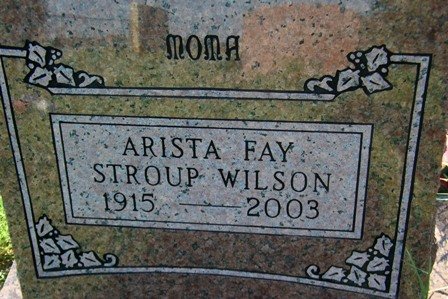 MOMA
ARISTA FAY
STROUP WILSON
1915 — 2003